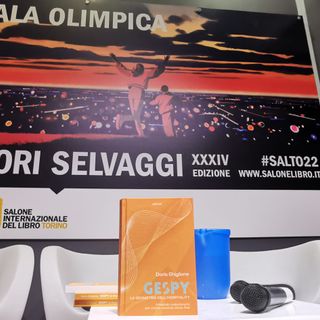 SALA OLIMPICA
ORI SELVAGGI
XXXIV
EDIZIONE
#SALTO22
WWW.SALONELIBRO.IT
SALONE
INTERNAZIONALE
DEL LIBRO TORINO
Doris Ghiglione
GESPY
LA GEOMETRIA DELL'HOSPITALITY